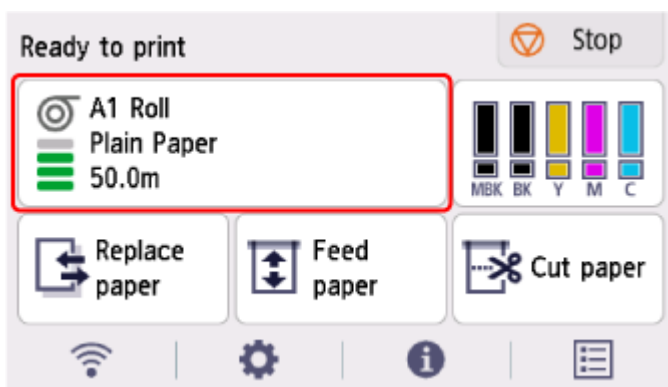 Ready to print
Stop
A1 Roll
Plain Paper
50.0m
MBK BK Y M C
Replace
paper
Feed
paper
Cut paper